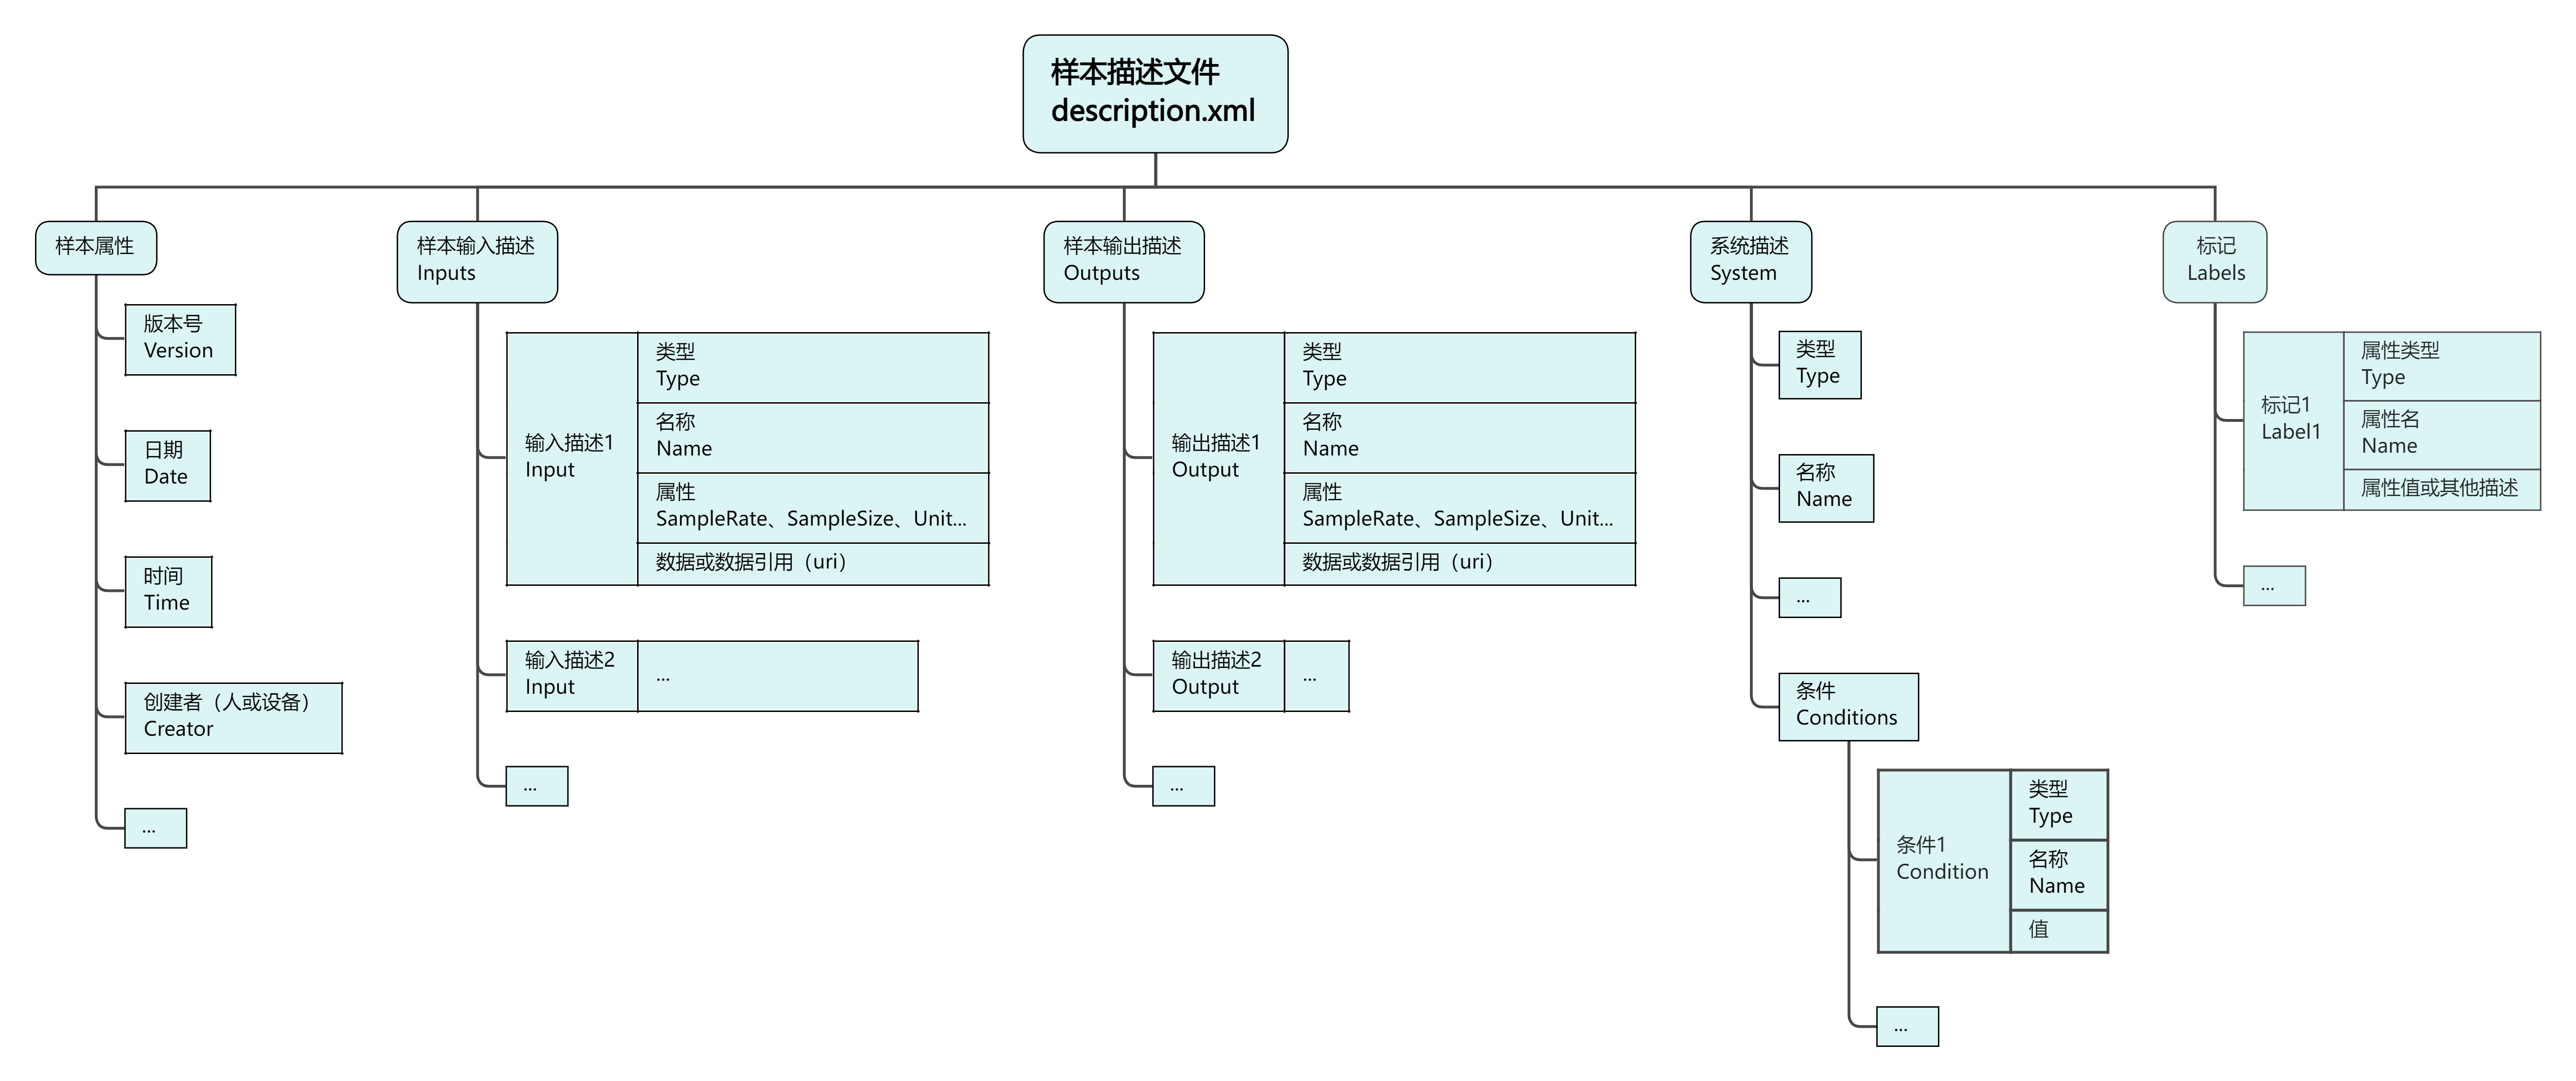 样本描述文件
description.xml
样本属性
版本号
Version
日期
Date
时间
Time
创建者（人或设备）
Creator
...
样本输入描述
Inputs
输入描述1
Input
类型
Type
名称
Name
属性
SampleRate、SampleSize、Unit...
数据或数据引用（uri）
输入描述2
Input
...
...
样本输出描述
Outputs
输出描述1
Output
类型
Type
名称
Name
属性
SampleRate、SampleSize、Unit...
数据或数据引用（uri）
输出描述2
Output
...
...
系统描述
System
类型
Type
名称
Name
...
条件
Conditions
条件1
Condition
类型
Type
名称
Name
值
...
标记
Labels
标记1
Label1
属性类型
Type
属性名
Name
属性值或其他描述
...